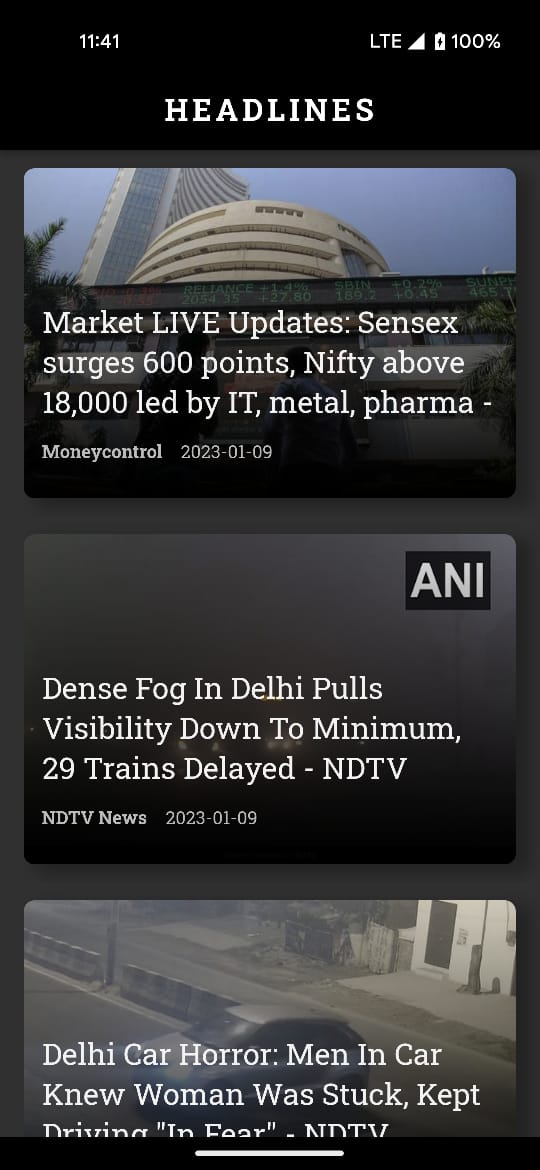 11:41
LTE 100%
HEADLINES
RELIANCE +1.4% SBIN +0.2%
2054.35 +27.80 189.2 +0.45 465
Market LIVE Updates: Sensex
surges 600 points, Nifty above
18,000 led by IT, metal, pharma -
Moneycontrol 2023-01-09
ANI
Dense Fog In Delhi Pulls
Visibility Down To Minimum,
29 Trains Delayed - NDTV
NDTV News 2023-01-09
Delhi Car Horror: Men In Car
Knew Woman Was Stuck, Kept
Driving "In Fear" - NDTV